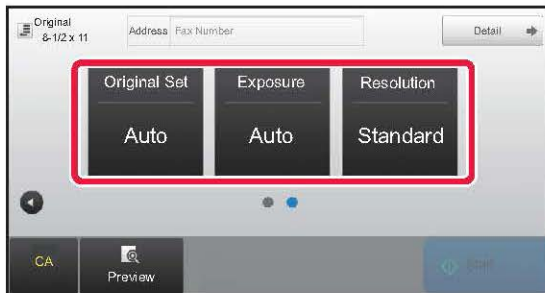 Original
8-1/2 x 11
Address Fax Number
Detail
Original Set
Auto
Exposure
Auto
Resolution
Standard
CA
Preview